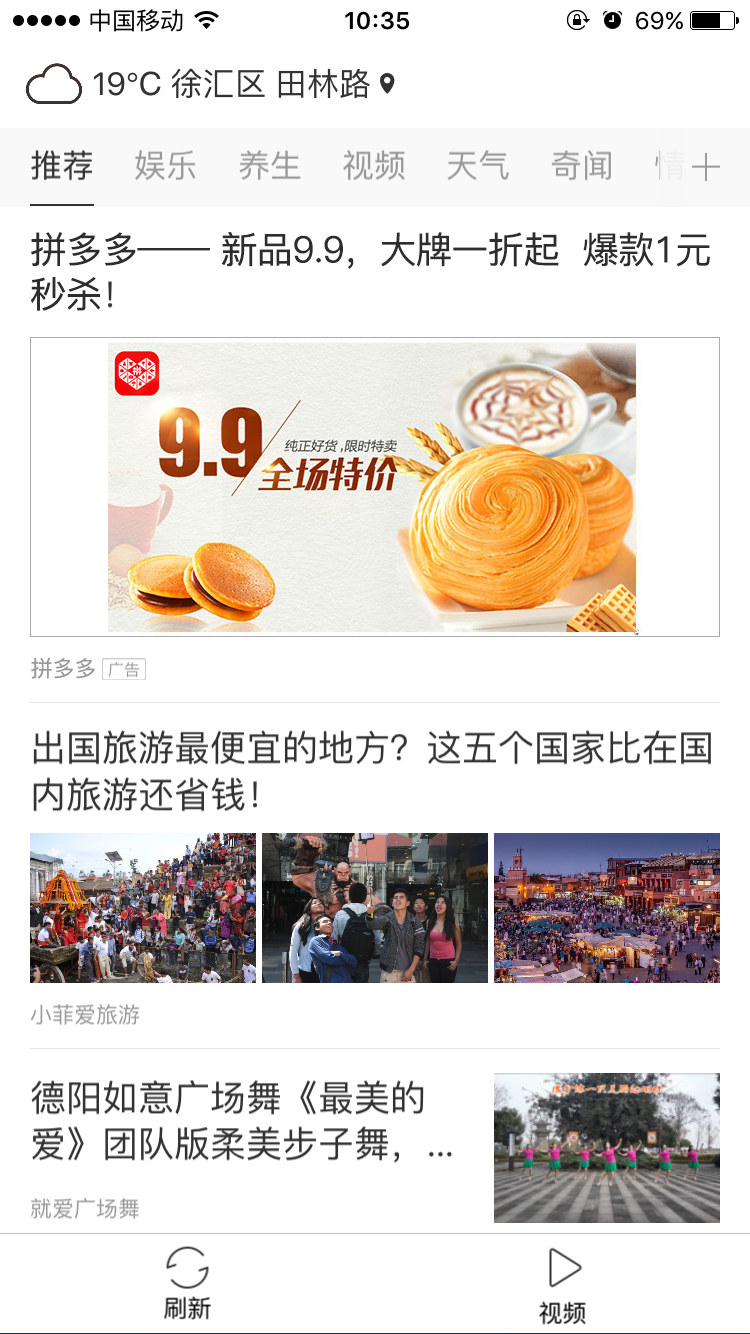 中国移动
10:35
69%
19°C 徐汇区 田林路
推荐 娱乐 养生 视频 天气 奇闻 情
拼多多—— 新品9.9，大牌一折起 爆款1元
秒杀！
拼
9.9
纯正好货,限时特卖
全场特价
拼多多 广告
出国旅游最便宜的地方？这五个国家比在国
内旅游还省钱！
小菲爱旅游
德阳如意广场舞《最美的
爱》团队版柔美步子舞，...
就爱广场舞
刷新
视频